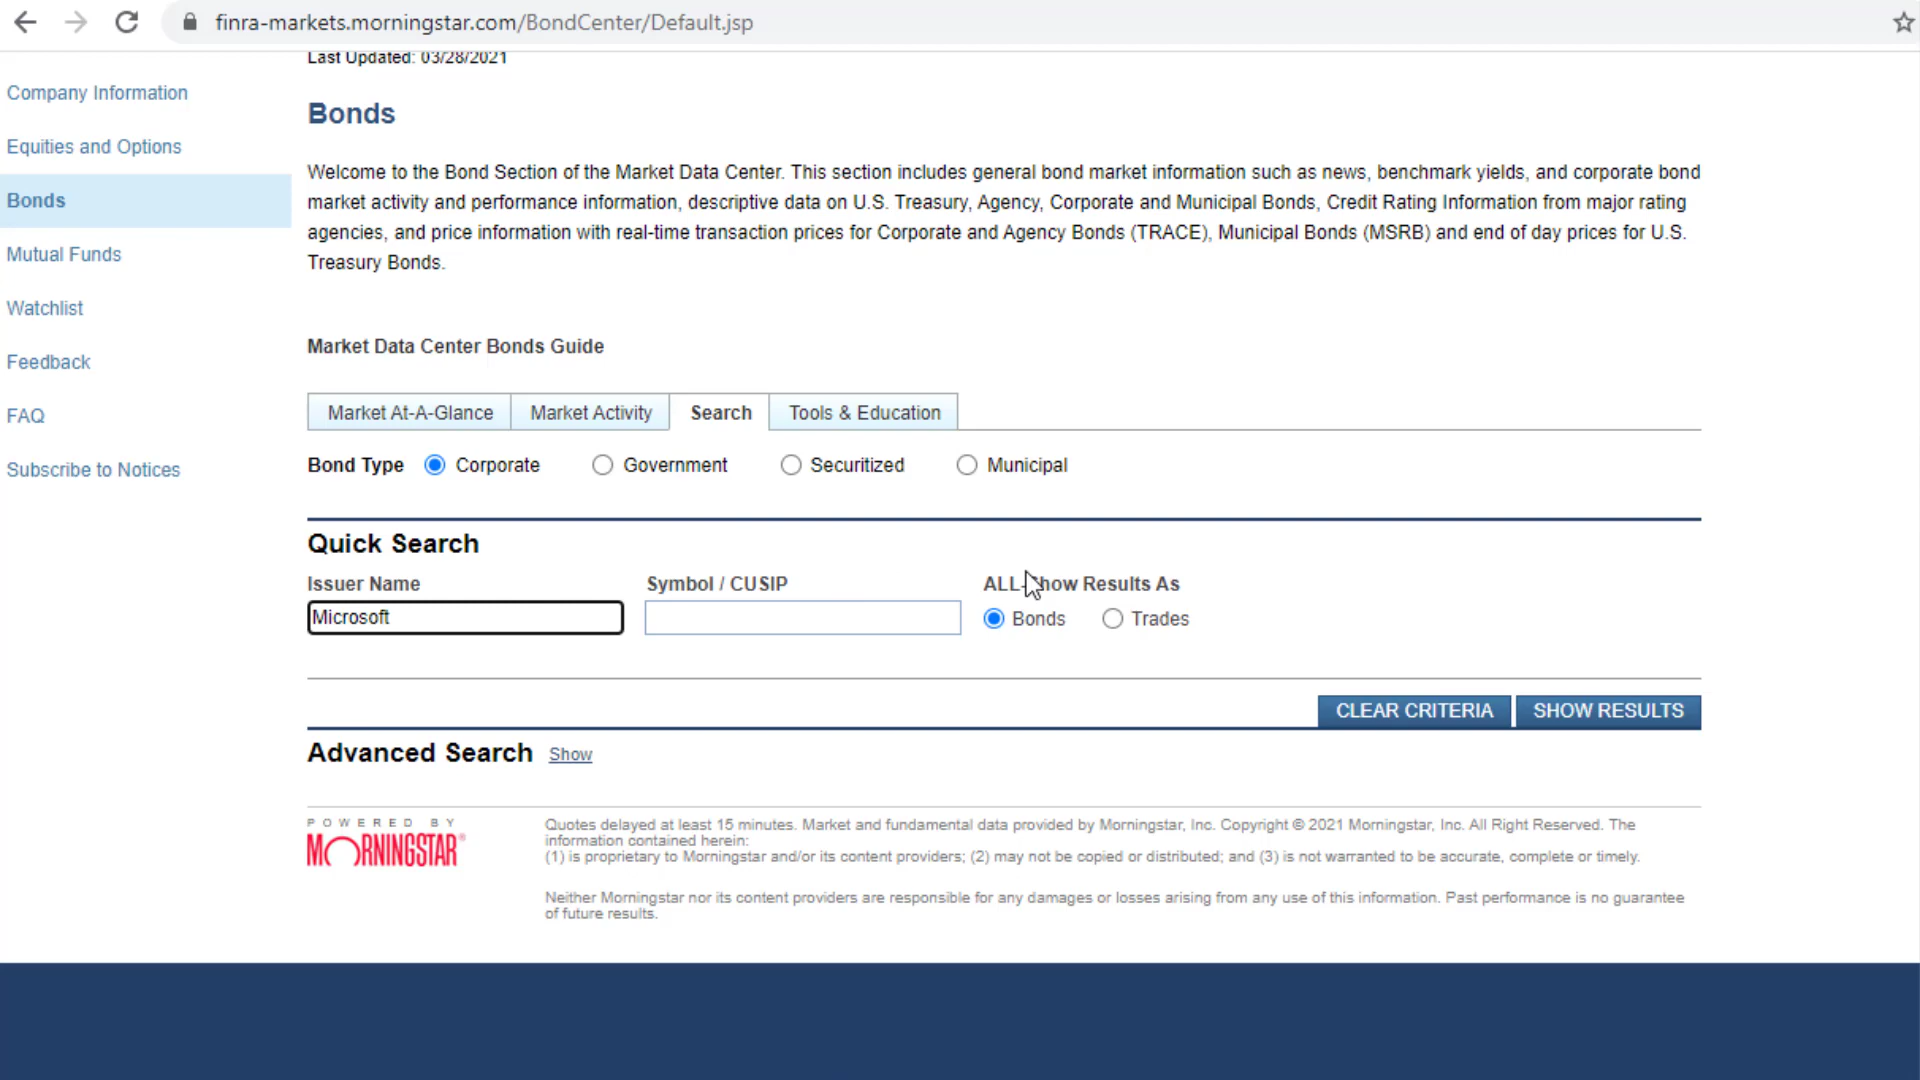 finra-markets.morningstar.com/BondCenter/Default.jsp
Last Updated: 03/28/2021
Company Information
Equities and Options
Bonds
Mutual Funds
Watchlist
Feedback
FAQ
Subscribe to Notices
Bonds
Welcome to the Bond Section of the Market Data Center. This section includes general bond market information such as news, benchmark yields, and corporate bond
market activity and performance information, descriptive data on U.S. Treasury, Agency, Corporate and Municipal Bonds, Credit Rating Information from major rating
agencies, and price information with real-time transaction prices for Corporate and Agency Bonds (TRACE), Municipal Bonds (MSRB) and end of day prices for U.S.
Treasury Bonds.
Market Data Center Bonds Guide
Market At-A-Glance Market Activity Search Tools & Education
Bond Type Corporate Government Securitized Municipal
Quick Search
Issuer Name Symbol / CUSIP ALL-Show Results As
Microsoft Bonds Trades
CLEAR CRITERIA SHOW RESULTS
Advanced Search Show
POWERED BY
MORNINGSTAR®
Quotes delayed at least 15 minutes. Market and fundamental data provided by Morningstar, Inc. Copyright © 2021 Morningstar, Inc. All Right Reserved. The
information contained herein:
(1) is proprietary to Morningstar and/or its content providers; (2) may not be copied or distributed; and (3) is not warranted to be accurate, complete or timely.
Neither Morningstar nor its content providers are responsible for any damages or losses arising from any use of this information. Past performance is no guarantee
of future results.